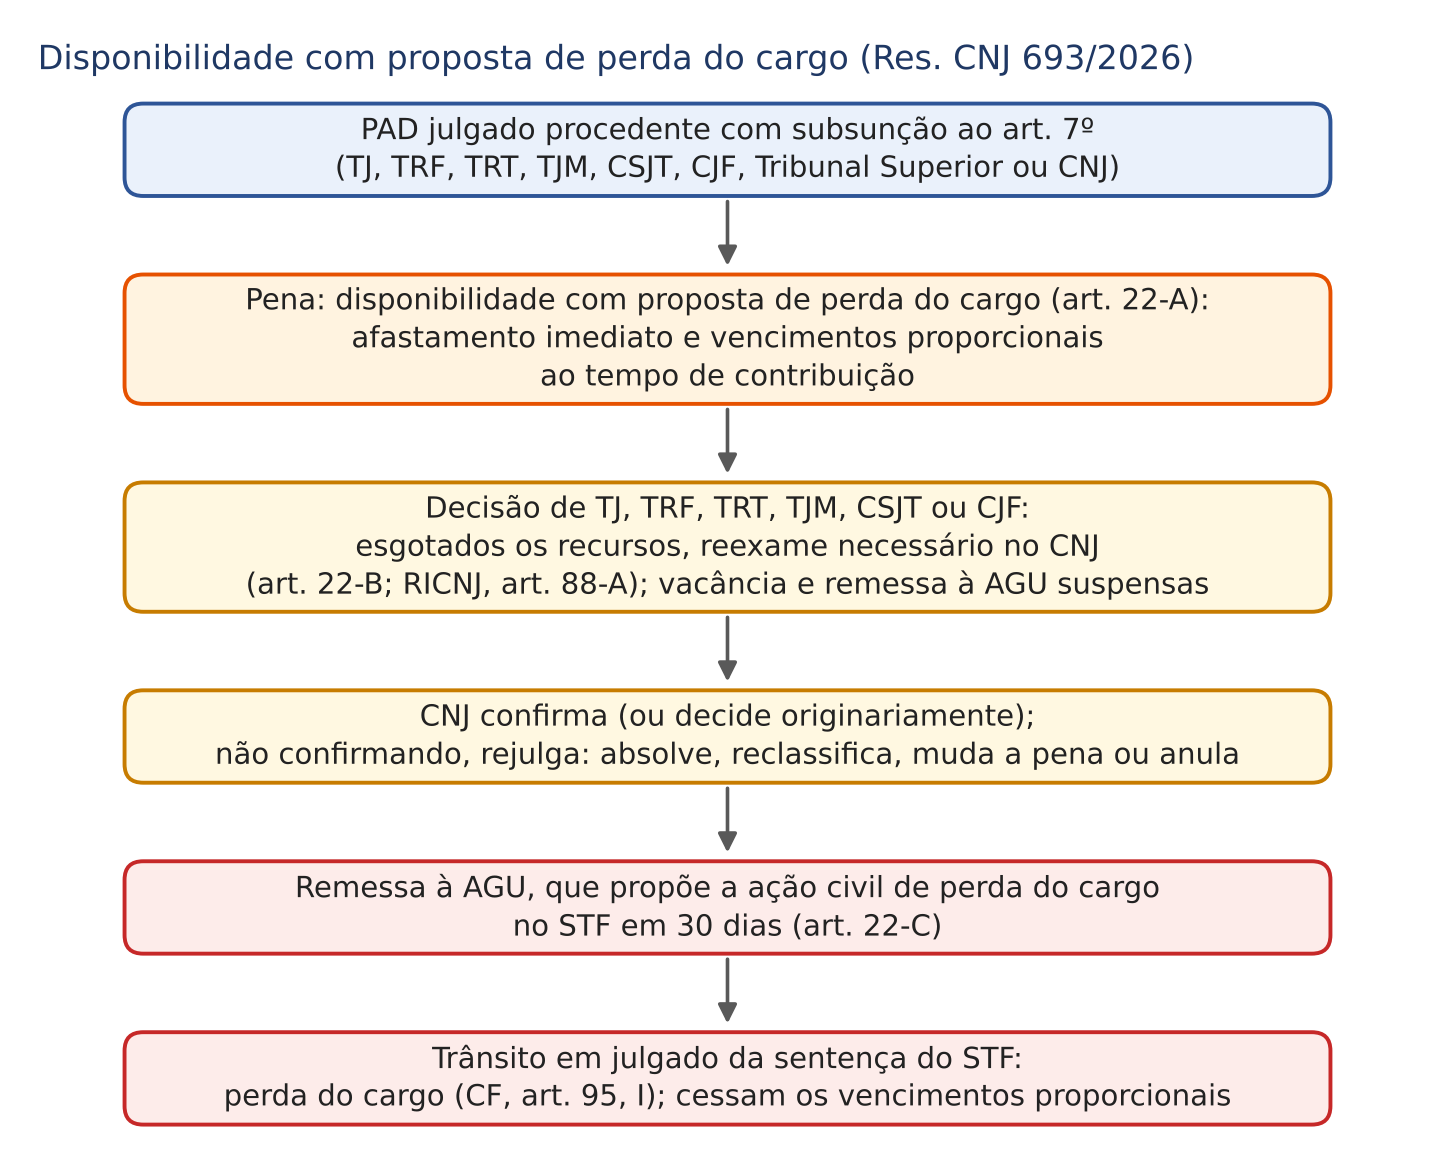 Disponibilidade com proposta de perda do cargo (Res. CNJ 693/2026)
PAD julgado procedente com subsunção ao art. 7º
(TJ, TRF, TRT, TJM, CSJT, CJF, Tribunal Superior ou CNJ)
Pena: disponibilidade com proposta de perda do cargo (art. 22-A):
afastamento imediato e vencimentos proporcionais
ao tempo de contribuição
Decisão de TJ, TRF, TRT, TJM, CSJT ou CJF:
esgotados os recursos, reexame necessário no CNJ
(art. 22-B; RICNJ, art. 88-A); vacância e remessa à AGU suspensas
CNJ confirma (ou decide originariamente);
não confirmando, rejulga: absolve, reclassifica, muda a pena ou anula
Remessa à AGU, que propõe a ação civil de perda do cargo
no STF em 30 dias (art. 22-C)
Trânsito em julgado da sentença do STF:
perda do cargo (CF, art. 95, I); cessam os vencimentos proporcionais